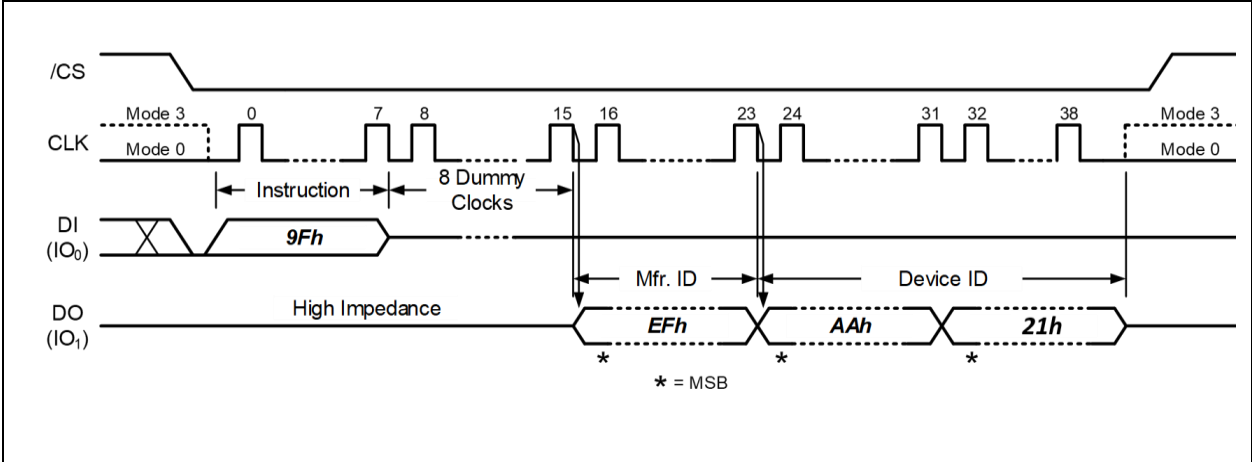 /CS
Mode 3 0 7 8 15 16 23 24 31 32 38 Mode 3
CLK
Mode 0 Mode 0
Instruction
8 Dummy
Clocks
DI
(IO₀)
9Fh
Mfr. ID Device ID
DO
(IO₁)
High Impedance
EFh AAh 21h
* * *
* = MSB